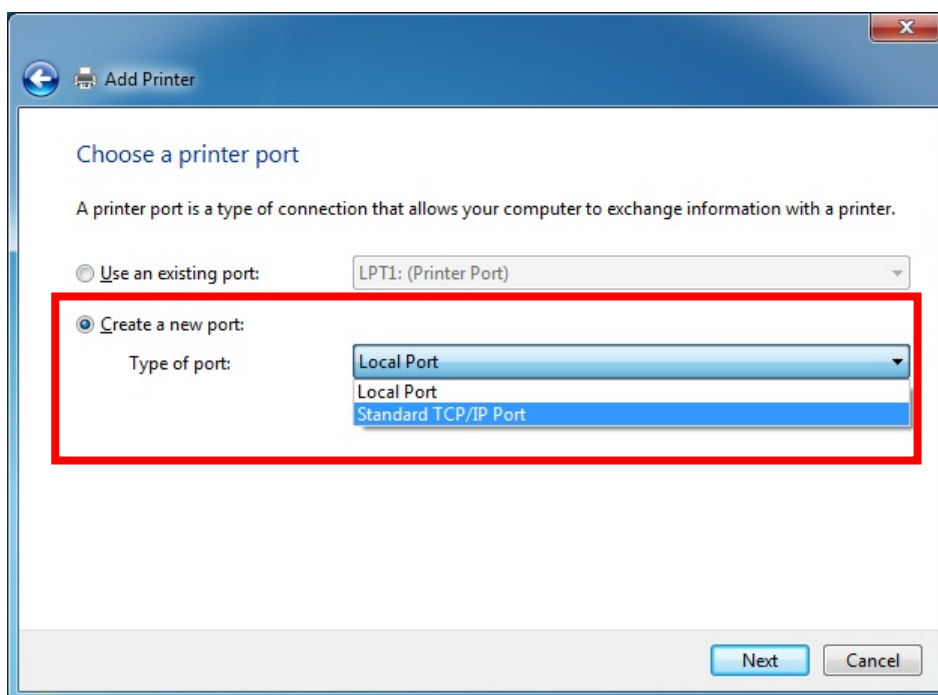 Add Printer
Choose a printer port
A printer port is a type of connection that allows your computer to exchange information with a printer.
Use an existing port: LPT1: (Printer Port)
Create a new port:
Type of port: Local Port
Local Port
Standard TCP/IP Port
Next Cancel